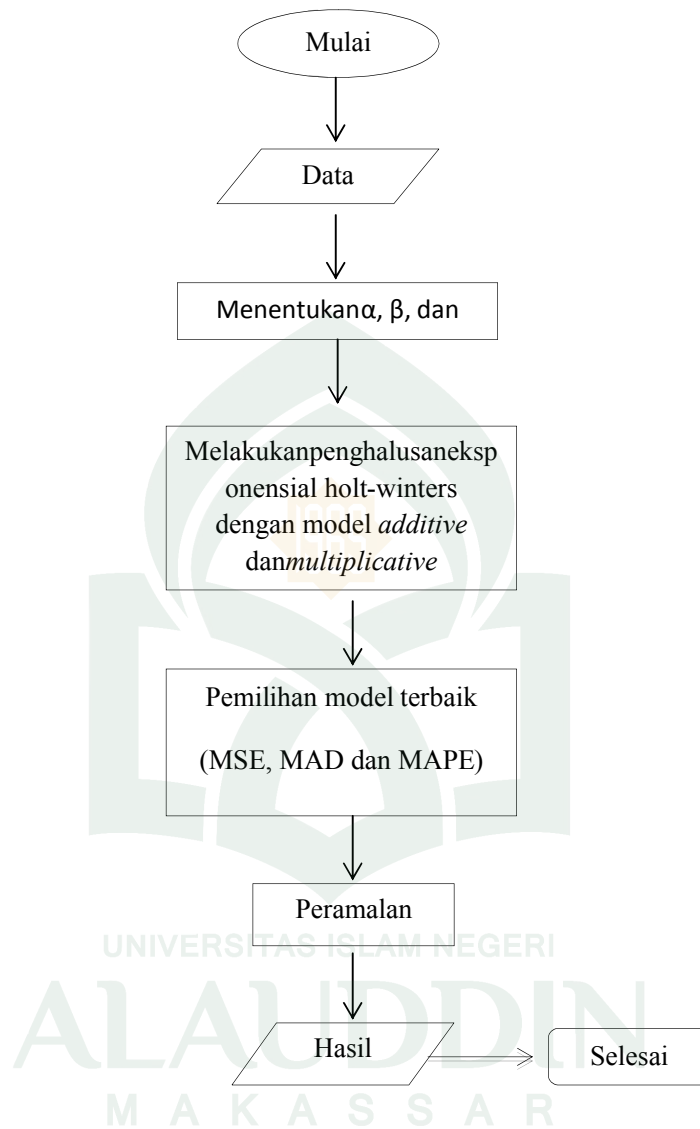 Mulai
Data
Menentukanα, β, dan
Melakukanpenghalusaneksp
onensial holt-winters
dengan model additive
danmultiplicative
Pemilihan model terbaik
(MSE, MAD dan MAPE)
Peramalan
UNIVERSITAS ISLAM NEGERI
ALAUDDIN
Hasil
Selesai
MAKASSAR